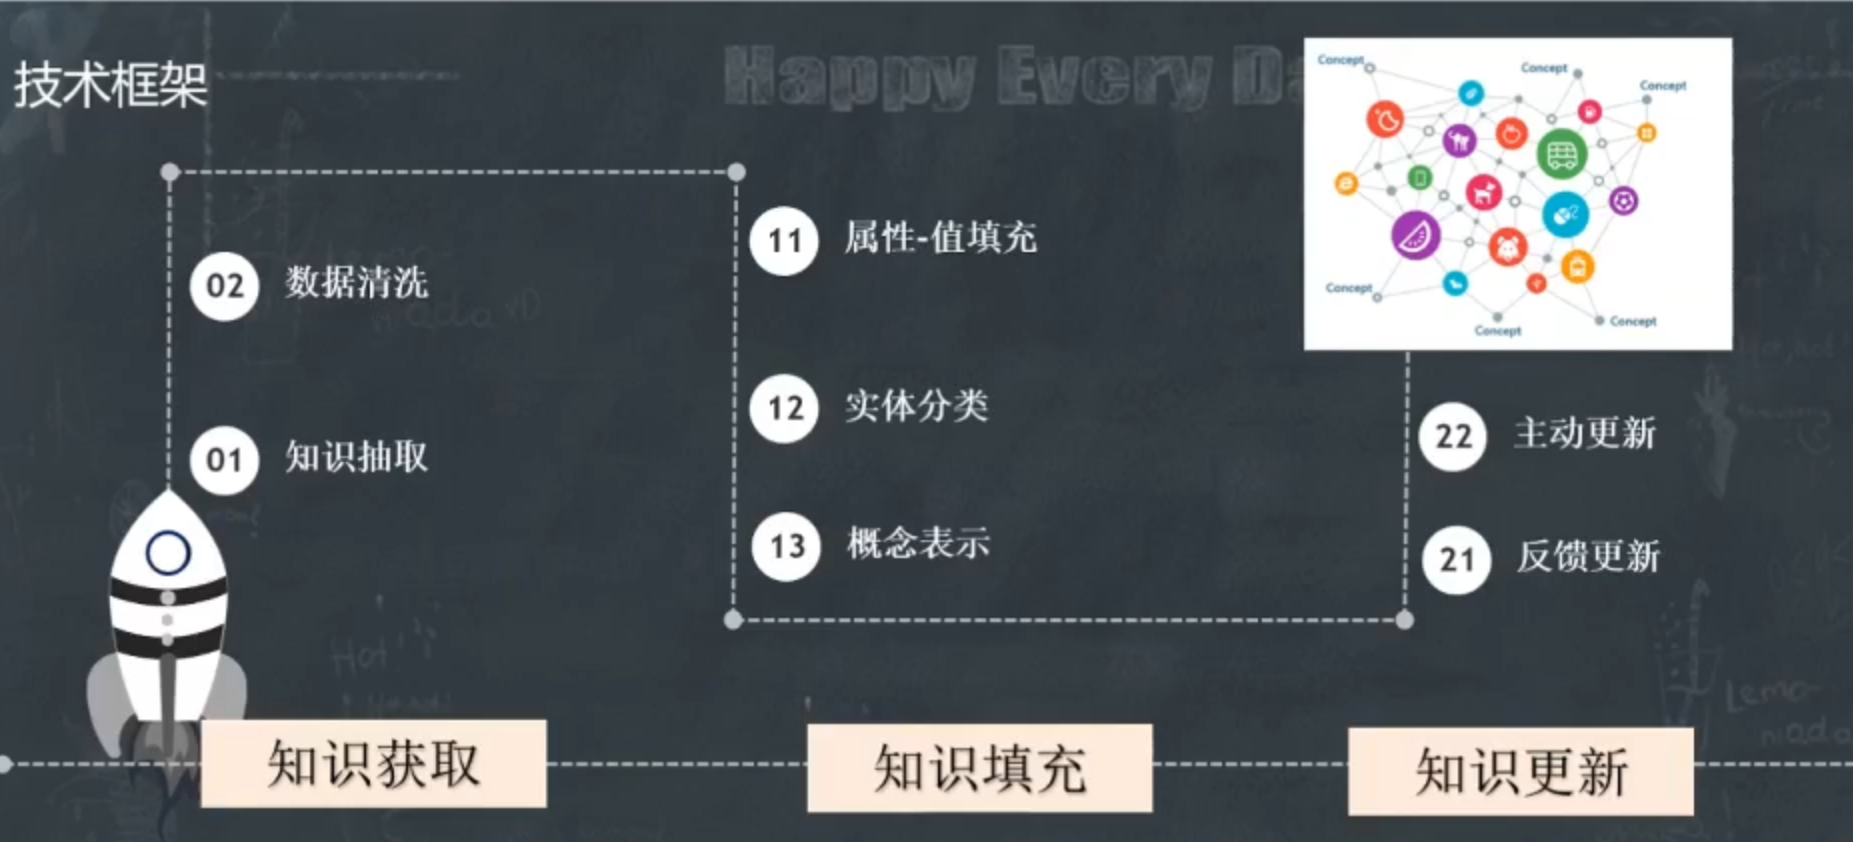 技术框架
Happy Every Da
Concept
Concept
Concept
02 数据清洗
01 知识抽取
11 属性-值填充
12 实体分类
13 概念表示
Concept
Concept
Concept
22 主动更新
21 反馈更新
Hot
Lemo
niado
知识获取
知识填充
知识更新